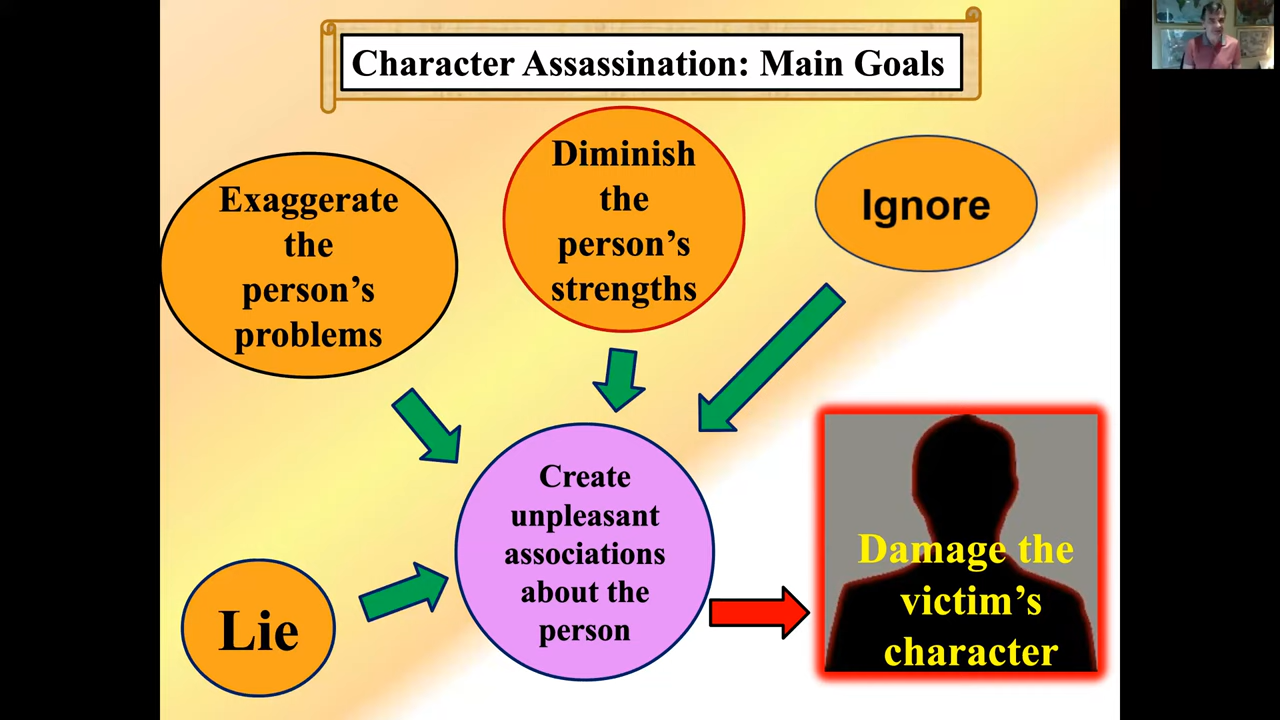 Character Assassination: Main Goals
Exaggerate
the
person's
problems
Diminish
the
person's
strengths
Ignore
Lie
Create
unpleasant
associations
about the
person
Damage the
victim's
character